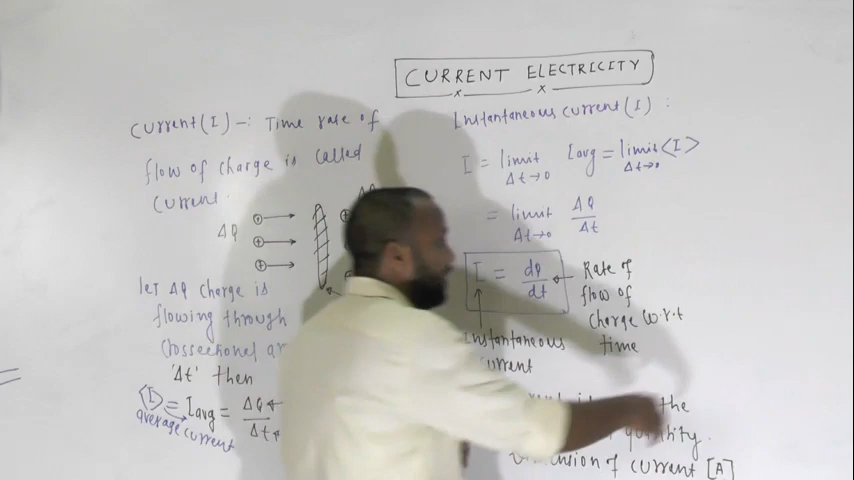 CURRENT ELECTRICITY
Current (I) -: Time rate of
flow of charge is called
current.
ΔQ
let ΔQ charge is
flowing through
Crossectional
'Δt' then
<I> = Iavg = ΔQ/Δt
average current
Instantaneous current (I) :
I = limit Δt→0 Iavg = limit Δt→0 <I>
= limit Δt→0 ΔQ/Δt
I = dQ/dt
Rate of
flow of
charge w.r.t
time
Instantaneous
current
the
quantity.
of current [A]